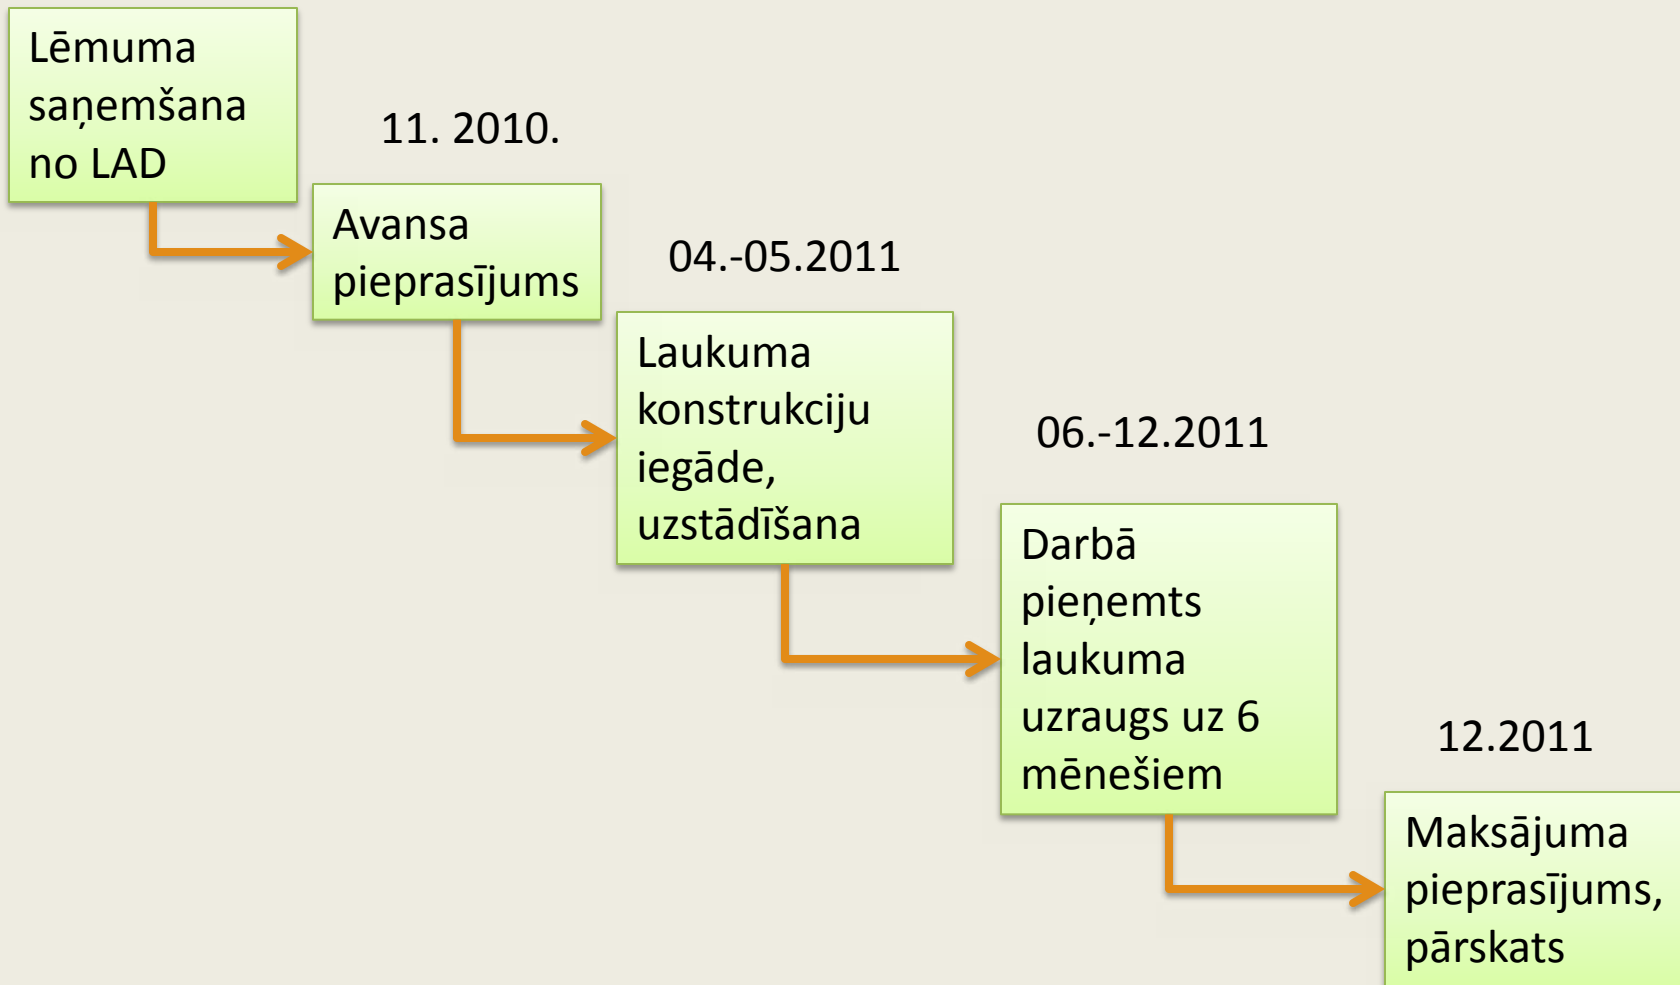 Lēmuma
saņemšana
no LAD
11. 2010.
Avansa
pieprasījums
04.-05.2011
Laukuma
konstrukciju
iegāde,
uzstādīšana
06.-12.2011
Darbā
pieņemts
laukuma
uzraugs uz 6
mēnešiem
12.2011
Maksājuma
pieprasījums,
pārskats